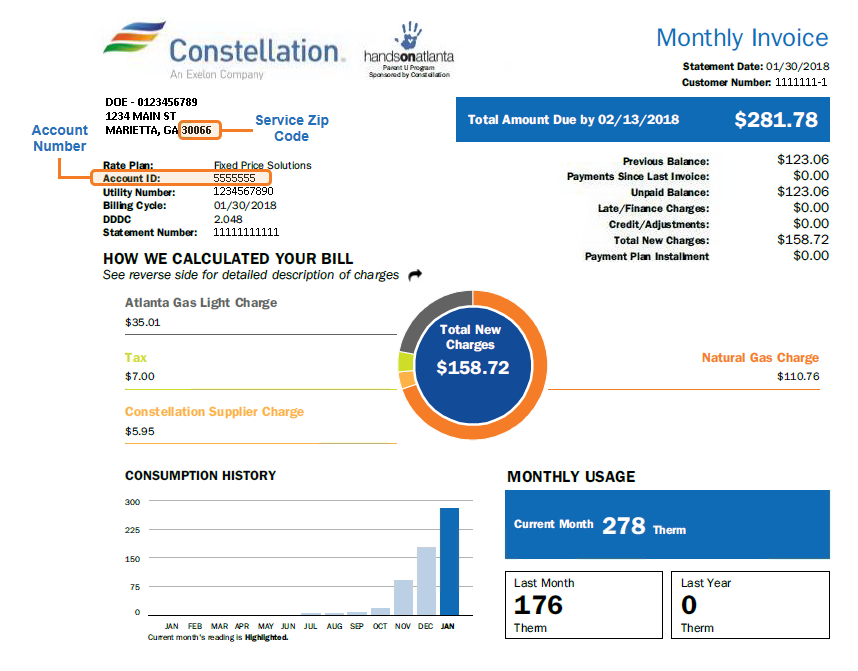 Constellation.
An Exelon Company
handsonatlanta
Parent U Program
Sponsored by Constellation
Monthly Invoice
Statement Date: 01/30/2018
Customer Number: 1111111-1
DOE - 0123456789
1234 MAIN ST
MARIETTA, GA 30066
Service Zip
Code
Account
Number
Total Amount Due by 02/13/2018 $281.78
Rate Plan: Fixed Price Solutions
Account ID: 5555555
Utility Number: 1234567890
Billing Cycle: 01/30/2018
DDDC 2.048
Statement Number: 11111111111
Previous Balance: $123.06
Payments Since Last Invoice: $0.00
Unpaid Balance: $123.06
Late/Finance Charges: $0.00
Credit/Adjustments: $0.00
Total New Charges: $158.72
Payment Plan Installment $0.00
HOW WE CALCULATED YOUR BILL
See reverse side for detailed description of charges
Atlanta Gas Light Charge
$35.01
Tax
$7.00
Constellation Supplier Charge
$5.95
Total New
Charges
$158.72
Natural Gas Charge
$110.76
CONSUMPTION HISTORY
300
225
150
75
0
JAN FEB MAR APR MAY JUN JUL AUG SEP OCT NOV DEC JAN
Current month's reading is Highlighted.
MONTHLY USAGE
Current Month 278 Therm
Last Month
176
Therm
Last Year
0
Therm